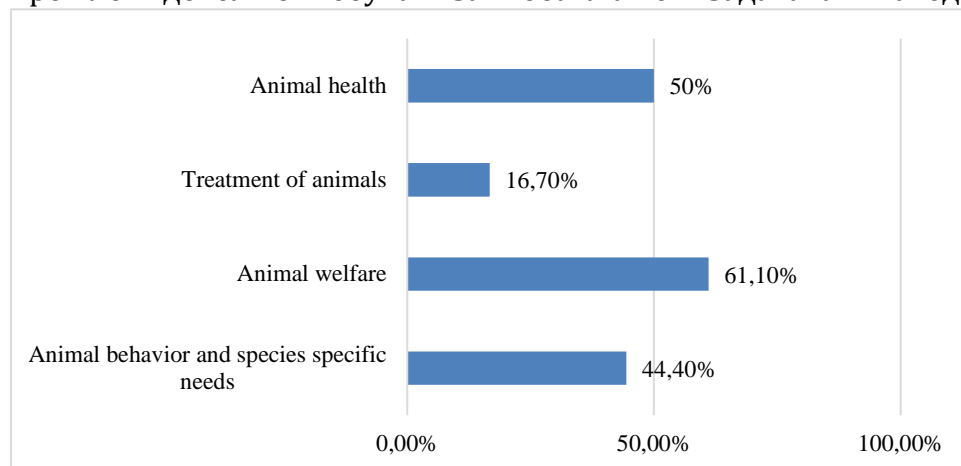 Animal health
50%
Treatment of animals
16,70%
Animal welfare
61,10%
Animal behavior and species specific
needs
44,40%
0,00% 50,00% 100,00%